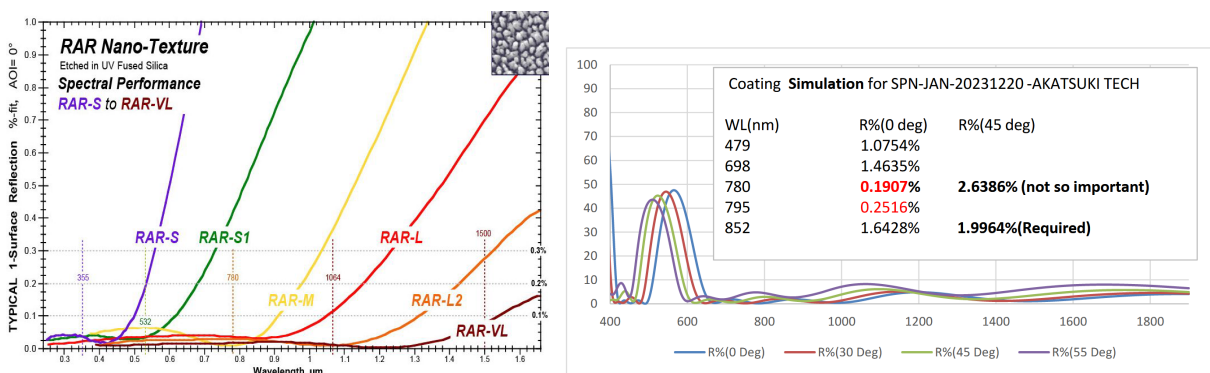 RAR Nano-Texture
Etched in UV Fused Silica
Spectral Performance
RAR-S to RAR-VL
TYPICAL 1-Surface Reflection %-fit, AOI= 0°
1.0
0.9
0.8
0.7
0.6
0.5
0.4
0.3
0.2
0.1
0.0
RAR-S
RAR-S1
RAR-L
RAR-M
RAR-L2
RAR-VL
355
532
780
1064
1500
0.3%
0.2%
0.1%
0.3 0.4 0.5 0.6 0.7 0.8 0.9 1 1.1 1.2 1.3 1.4 1.5 1.6
Wavelength, um
Coating Simulation for SPN-JAN-20231220 -AKATSUKI TECH
WL(nm) R%(0 deg) R%(45 deg)
479 1.0754%
698 1.4635%
780 0.1907% 2.6386% (not so important)
795 0.2516%
852 1.6428% 1.9964%(Required)
100
90
80
70
60
50
40
30
20
10
0
400 600 800 1000 1200 1400 1600 1800
R%(0 Deg) R%(30 Deg) R%(45 Deg) R%(55 Deg)